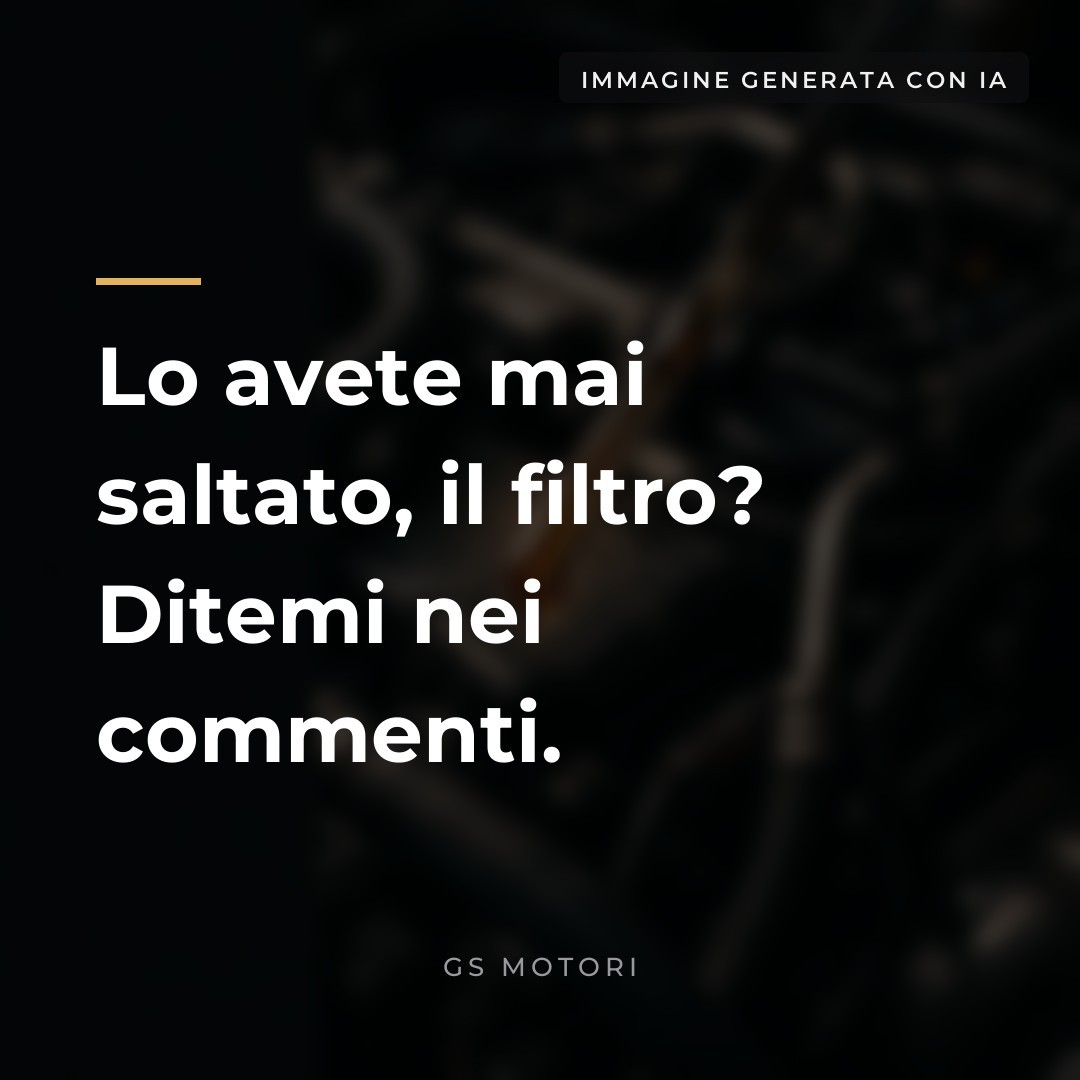 IMMAGINE GENERATA CON IA
Lo avete mai
saltato, il filtro?
Ditemi nei
commenti.
GS MOTORI